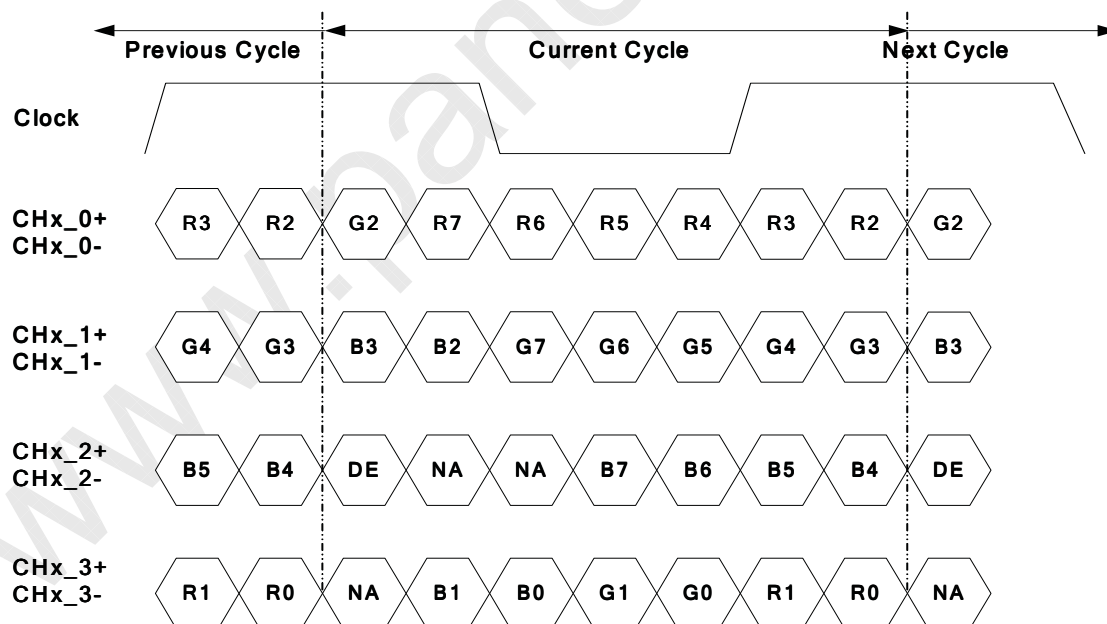 Previous Cycle Current Cycle Next Cycle
Clock
CHx_0+ R3 R2 G2 R7 R6 R5 R4 R3 R2 G2
CHx_0-
CHx_1+ G4 G3 B3 B2 G7 G6 G5 G4 G3 B3
CHx_1-
CHx_2+ B5 B4 DE NA NA B7 B6 B5 B4 DE
CHx_2-
CHx_3+ R1 R0 NA B1 B0 G1 G0 R1 R0 NA
CHx_3-
www.pan